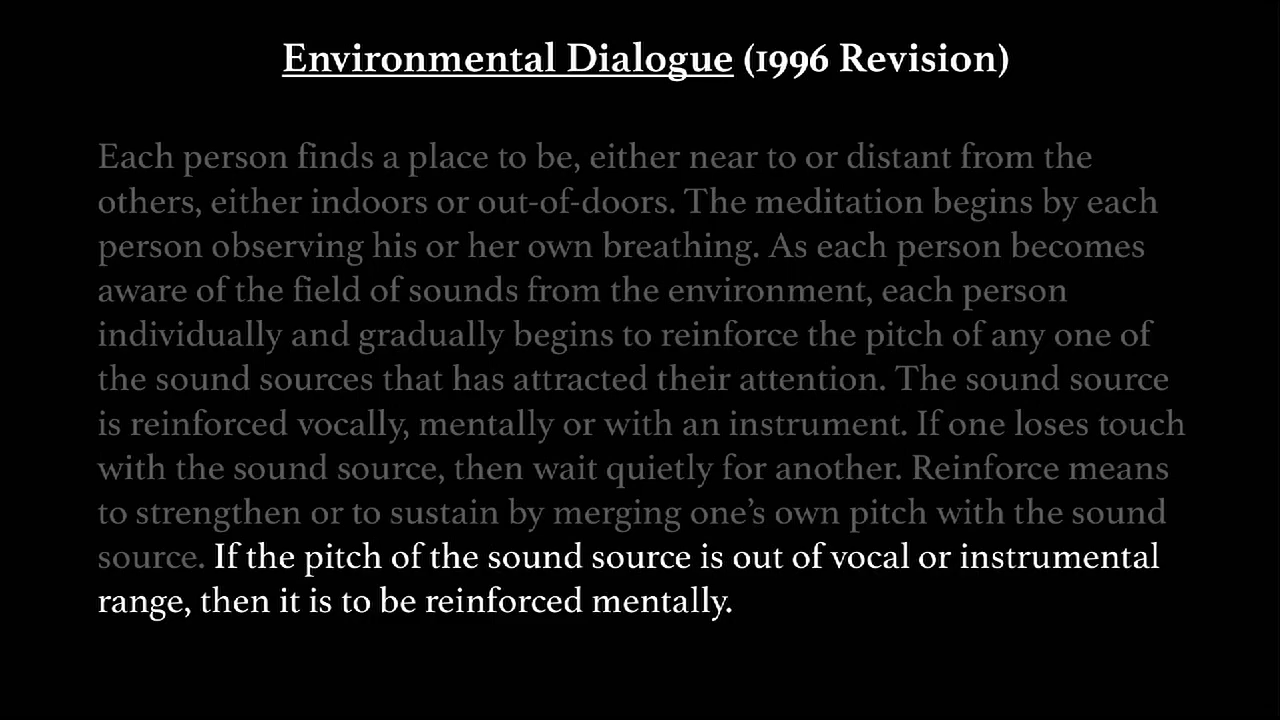 Environmental Dialogue (1996 Revision)
Each person finds a place to be, either near to or distant from the
others, either indoors or out-of-doors. The meditation begins by each
person observing his or her own breathing. As each person becomes
aware of the field of sounds from the environment, each person
individually and gradually begins to reinforce the pitch of any one of
the sound sources that has attracted their attention. The sound source
is reinforced vocally, mentally or with an instrument. If one loses touch
with the sound source, then wait quietly for another. Reinforce means
to strengthen or to sustain by merging one’s own pitch with the sound
source. If the pitch of the sound source is out of vocal or instrumental
range, then it is to be reinforced mentally.